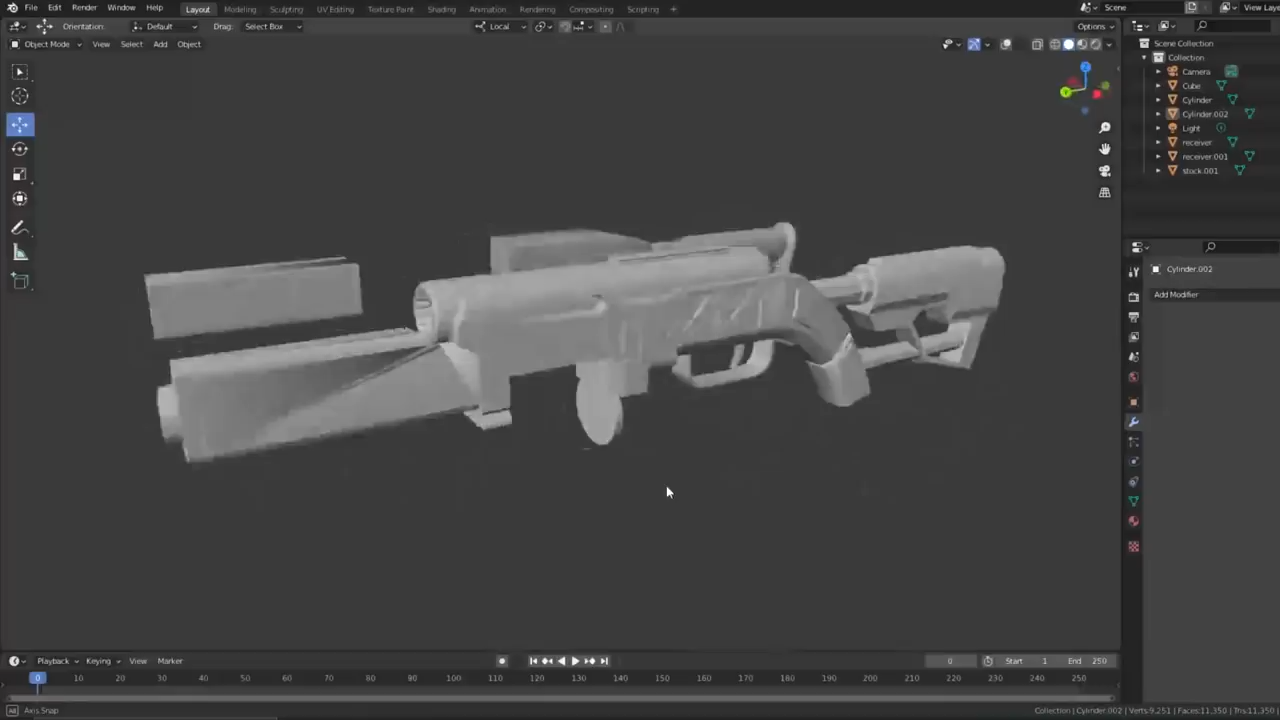 File Edit Render Window Help Layout Modeling Sculpting UV Editing Texture Paint Shading Animation Rendering Compositing Scripting + Scene View Laye
Orientation: Default Drag: Select Box Local Options
Object Mode View Select Add Object
Scene Collection
Collection
Camera
Cube
Cylinder
Cylinder.002
Light
receiver
receiver.001
stock.001
Cylinder.002
Add Modifier
Playback Keying View Marker 0 Start 1 End 250
0 10 20 30 40 50 60 70 80 90 100 110 120 130 140 150 160 170 180 190 200 210 220 230 240 250
Axis Snap Collection | Cylinder.002 | Verts:9,251 | Faces:11,350 | Tris:11,350 |